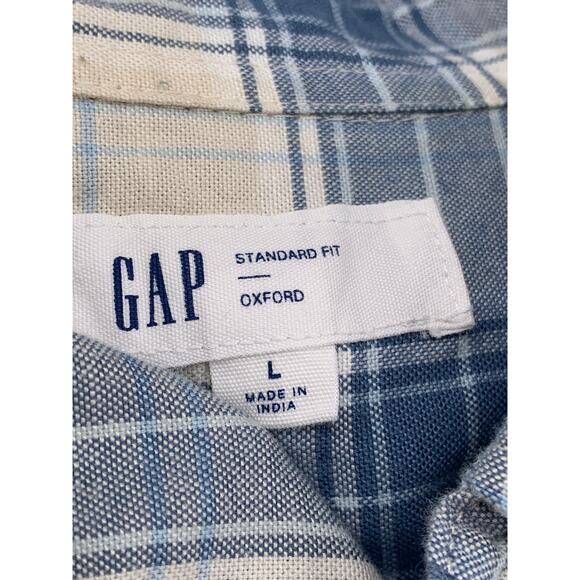 GAP
STANDARD FIT
OXFORD
L
MADE IN
INDIA